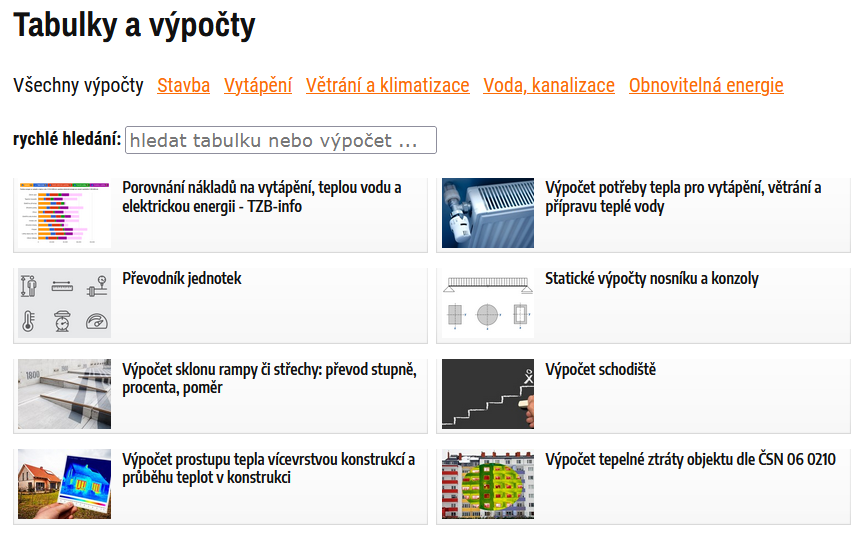 Tabulky a výpočty
Všechny výpočty Stavba Vytápění Větrání a klimatizace Voda, kanalizace Obnovitelná energie
rychlé hledání: hledat tabulku nebo výpočet ...
Porovnání nákladů na vytápění, teplou vodu a
elektrickou energii - TZB-info
Výpočet potřeby tepla pro vytápění, větrání a
přípravu teplé vody
Převodník jednotek
Statické výpočty nosníku a konzoly
1800
Výpočet sklonu rampy či střechy: převod stupně,
procenta, poměr
Výpočet schodiště
Výpočet prostupu tepla vícevrstvou konstrukcí a
průběhu teplot v konstrukci
Výpočet tepelné ztráty objektu dle ČSN 06 0210